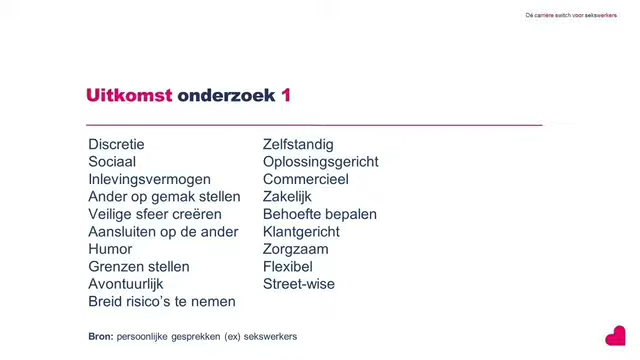 Dé carrière switch voor sekswerkers
Uitkomst onderzoek 1
Discretie
Sociaal
Inlevingsvermogen
Ander op gemak stellen
Veilige sfeer creëren
Aansluiten op de ander
Humor
Grenzen stellen
Avontuurlijk
Breid risico's te nemen
Zelfstandig
Oplossingsgericht
Commercieel
Zakelijk
Behoefte bepalen
Klantgericht
Zorgzaam
Flexibel
Street-wise
Bron: persoonlijke gesprekken (ex) sekswerkers